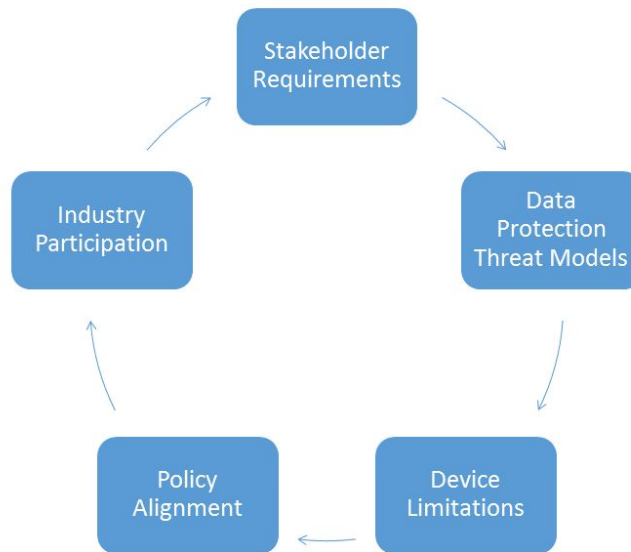 Stakeholder
Requirements
Data
Protection
Threat Models
Device
Limitations
Policy
Alignment
Industry
Participation